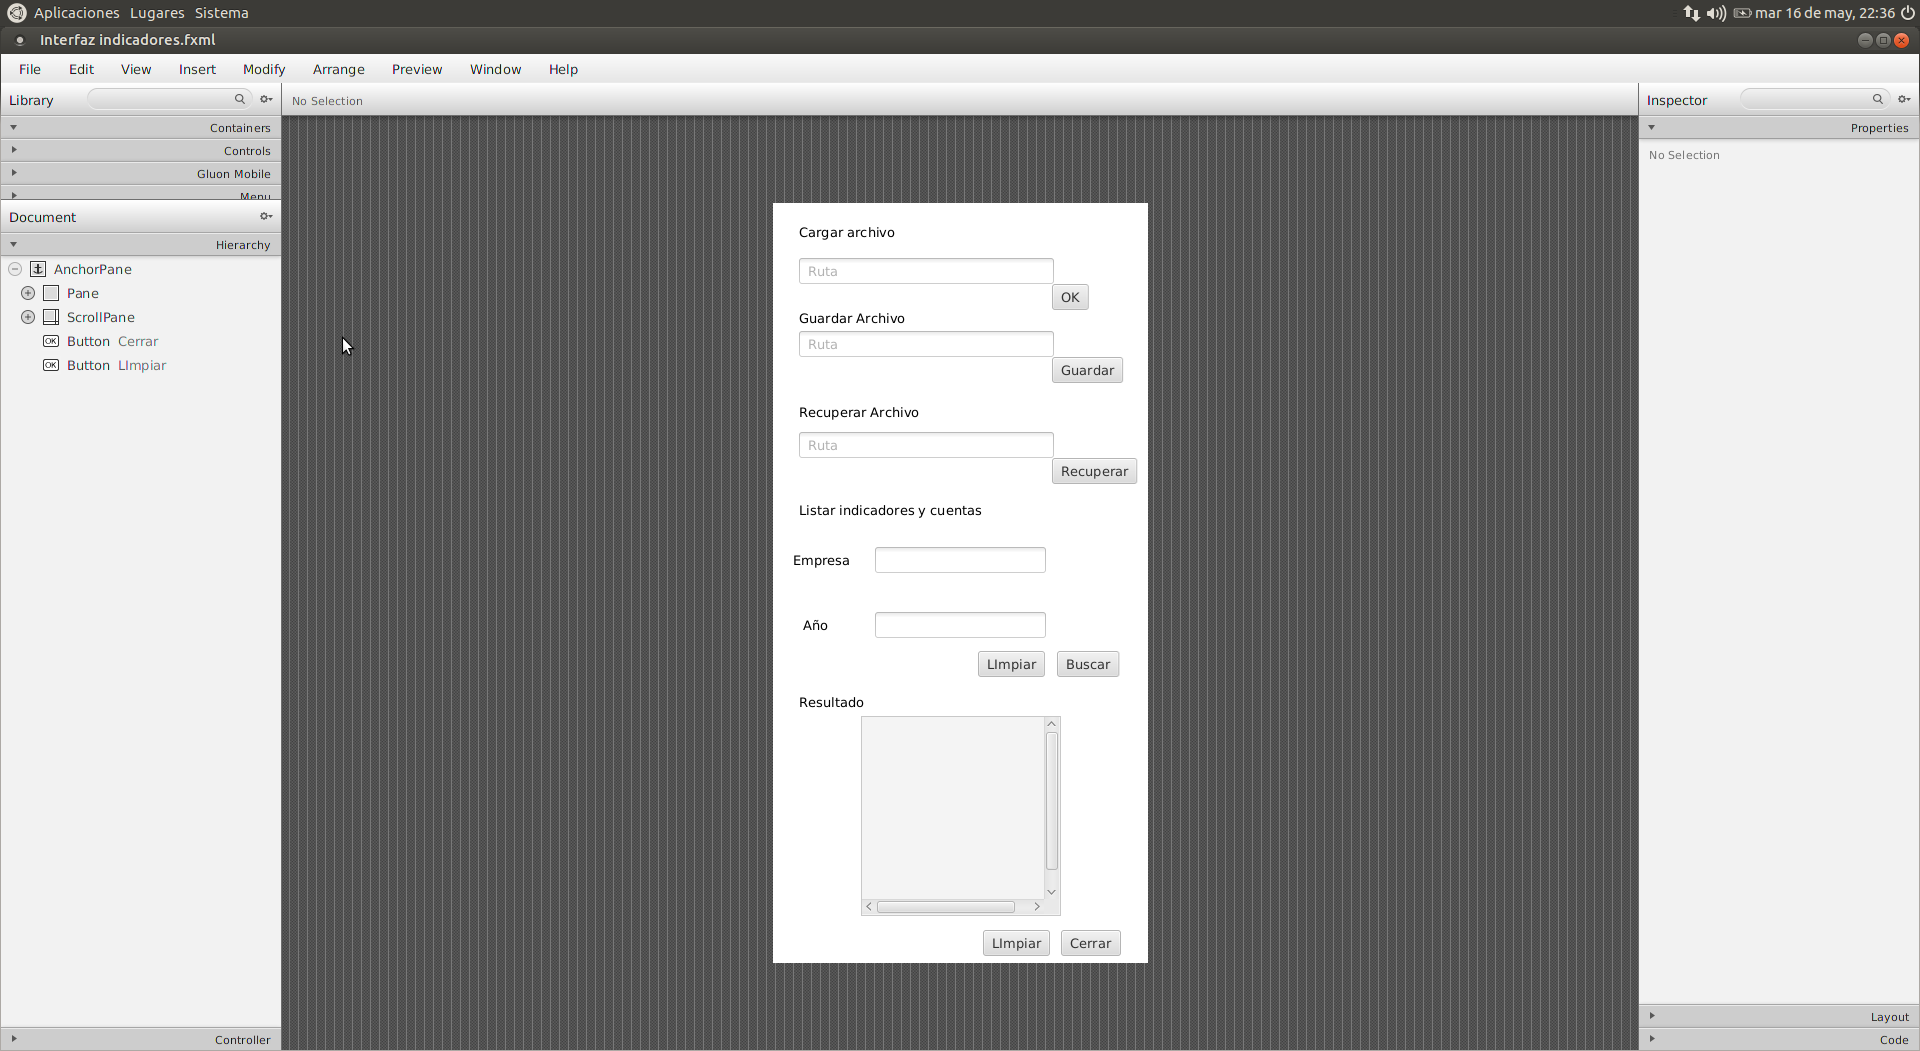 Aplicaciones Lugares Sistema mar 16 de may, 22:36
Interfaz indicadores.fxml
File Edit View Insert Modify Arrange Preview Window Help
Library
No Selection
Inspector
Containers
Controls
Gluon Mobile
Menu
Document
Hierarchy
AnchorPane
Pane
ScrollPane
OK Button Cerrar
OK Button LImpiar
Controller
Cargar archivo
Ruta
OK
Guardar Archivo
Ruta
Guardar
Recuperar Archivo
Ruta
Recuperar
Listar indicadores y cuentas
Empresa
Año
LImpiar Buscar
Resultado
LImpiar Cerrar
Properties
No Selection
Layout
Code